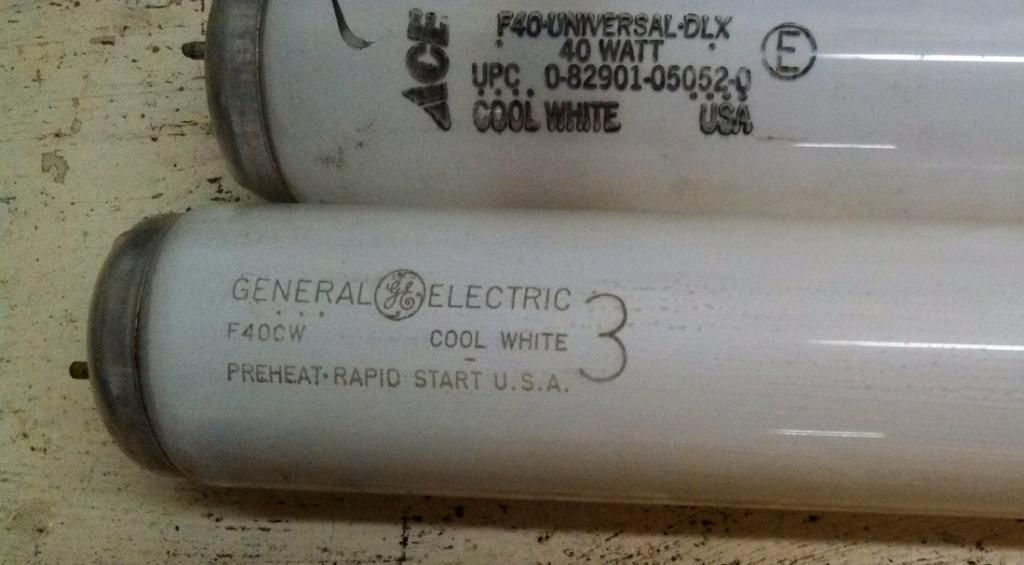 ACE
F40·UNIVERSAL·DLX
40 WATT
UPC 0-82901-05052-0
COOL WHITE USA
E
GENERAL GE ELECTRIC
F40CW COOL WHITE
PREHEAT·RAPID START U.S.A.
3